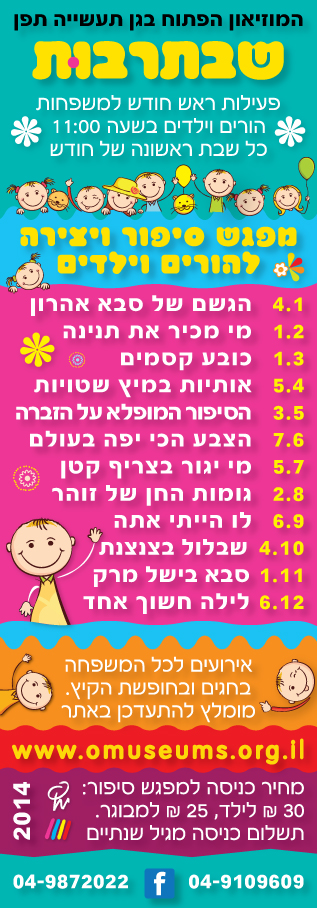 המוזיאון הפתוח בגן תעשייה תפן
שבתרבות
פעילות ראש חודש למשפחות
הורים וילדים בשעה 11:00
כל שבת ראשונה של חודש
מפגש סיפור ויצירה
להורים וילדים
4.1 הגשם של סבא אהרון
1.2 מי מכיר את תנינה
1.3 כובע קסמים
5.4 אותיות במיץ שטויות
3.5 הסיפור המופלא על הזברה
7.6 הצבע הכי יפה בעולם
5.7 מי יגור בצריף קטן
2.8 גומות החן של זוהר
6.9 לו הייתי אתה
4.10 שבלול בצנצנת
1.11 סבא בישל מרק
6.12 לילה חשוך אחד
אירועים לכל המשפחה
בחגים ובחופשת הקיץ.
מומלץ להתעדכן באתר
www.omuseums.org.il
מחיר כניסה למפגש סיפור:
30 ₪ לילד, 25 ₪ למבוגר.
תשלום כניסה מגיל שנתיים
2014
04-9109609 f 04-9872022